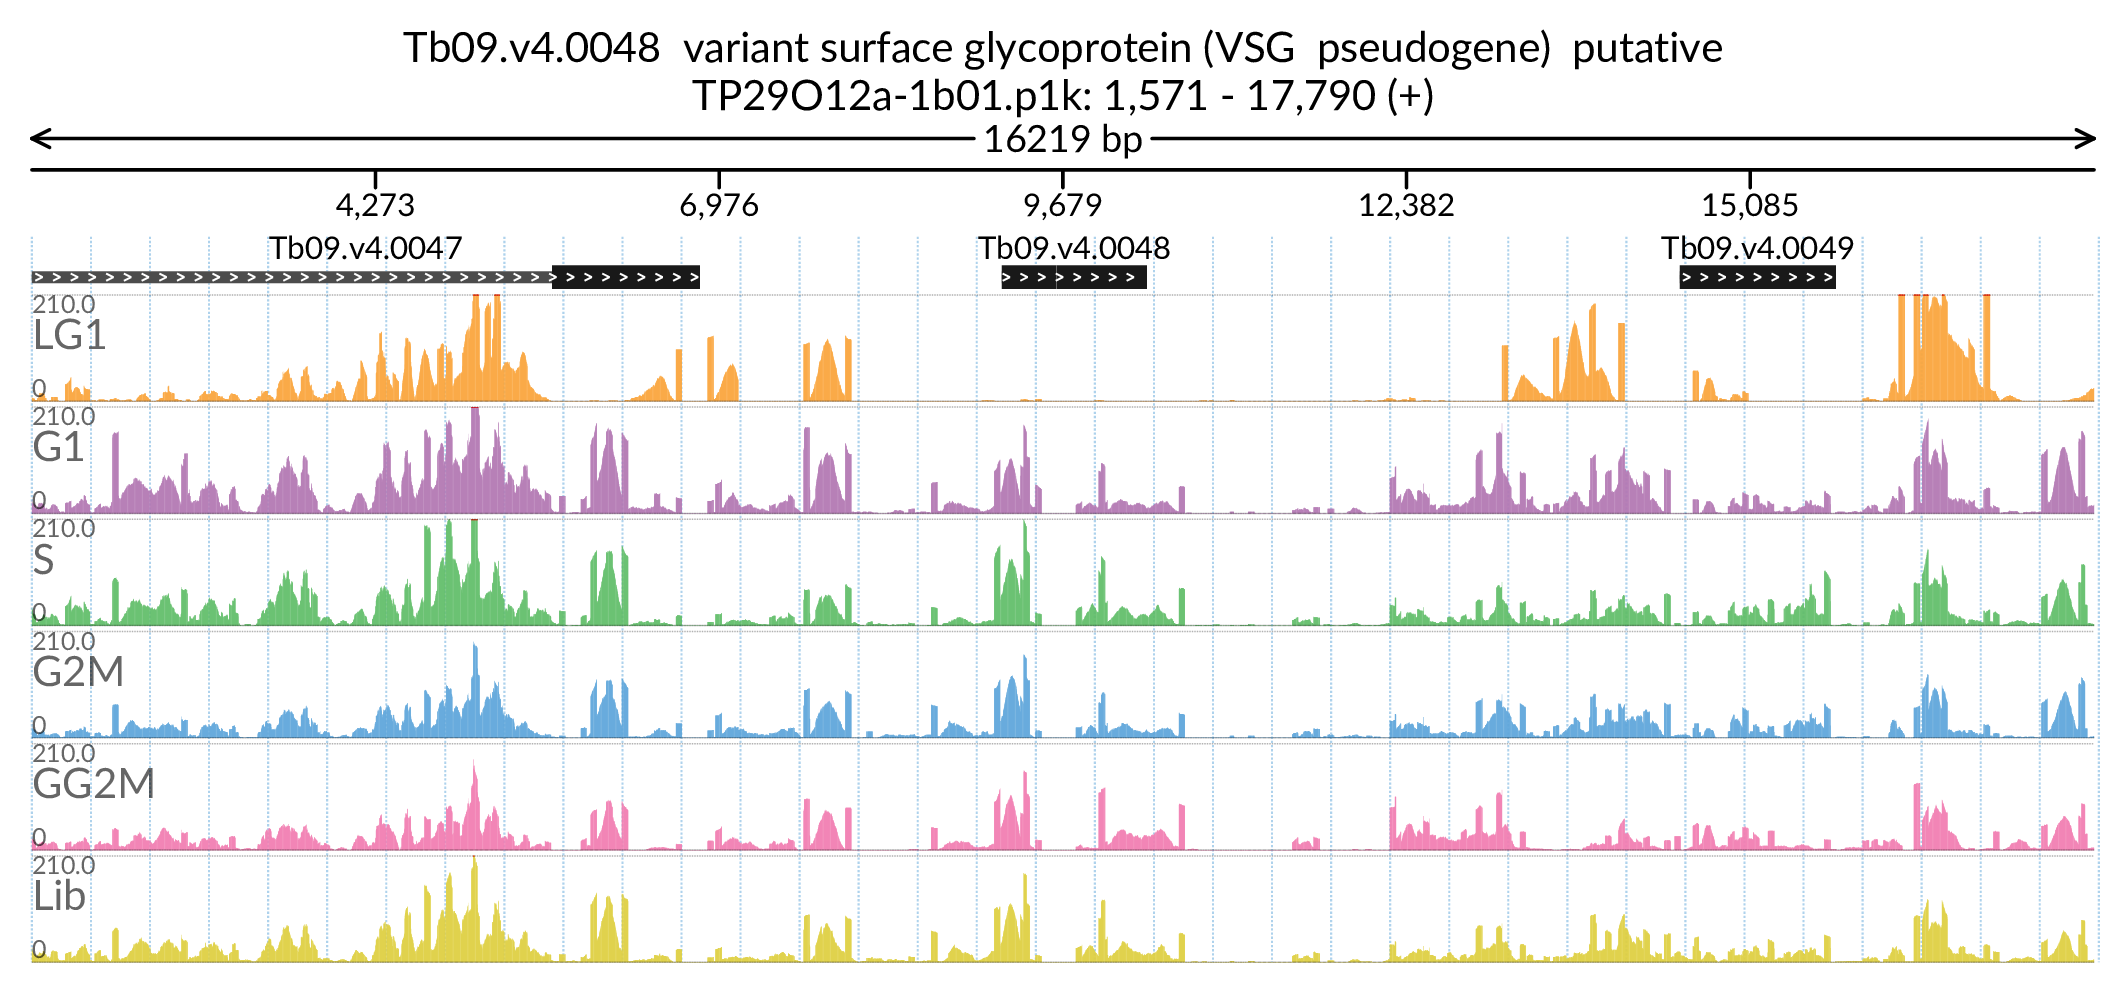 Tb09.v4.0048  variant surface glycoprotein (VSG  pseudogene)  putative
TP29O12a-1b01.p1k: 1,571 - 17,790 (+)
16219 bp
4,273 6,976 9,679 12,382 15,085
Tb09.v4.0047 Tb09.v4.0048 Tb09.v4.0049
210.0
LG1
0
210.0
G1
0
210.0
S
0
210.0
G2M
0
210.0
GG2M
0
210.0
Lib
0